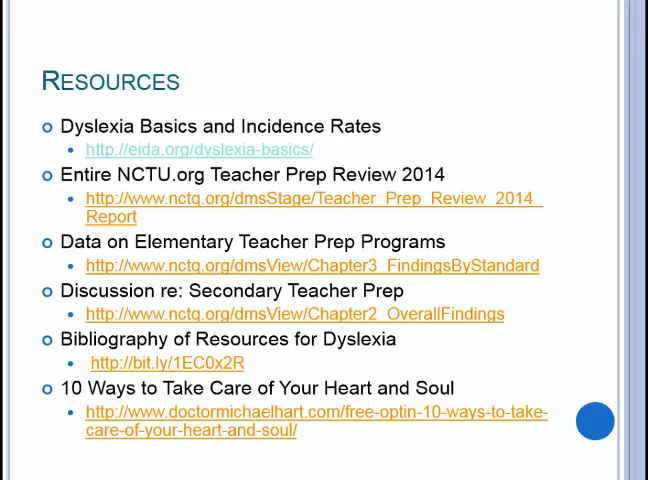 RESOURCES
Dyslexia Basics and Incidence Rates
http://eida.org/dyslexia-basics/
Entire NCTU.org Teacher Prep Review 2014
http://www.nctq.org/dmsStage/Teacher_Prep_Review_2014_
Report
Data on Elementary Teacher Prep Programs
http://www.nctq.org/dmsView/Chapter3_FindingsByStandard
Discussion re: Secondary Teacher Prep
http://www.nctq.org/dmsView/Chapter2_OverallFindings
Bibliography of Resources for Dyslexia
http://bit.ly/1EC0x2R
10 Ways to Take Care of Your Heart and Soul
http://www.doctormichaelhart.com/free-optin-10-ways-to-take-
care-of-your-heart-and-soul/